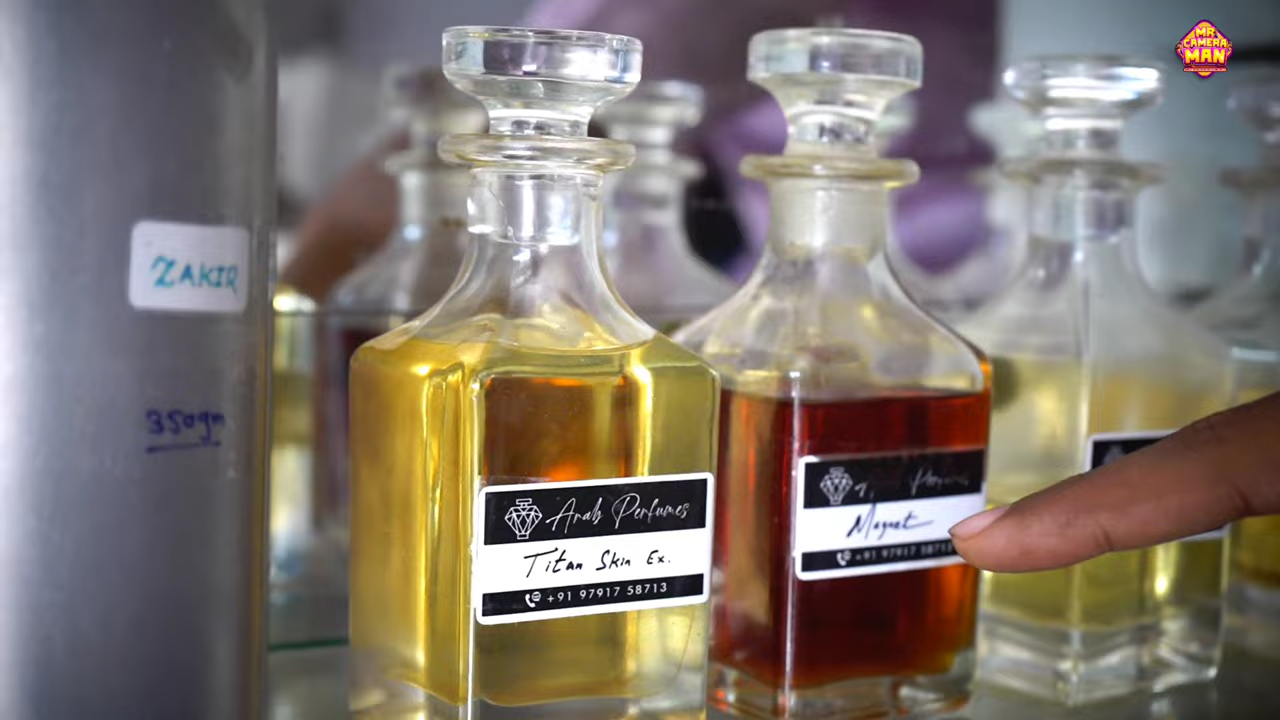 MR
CAMERA
MAN
ZAKIR
350gm
Arab Perfumes
Titan Skin Ex.
+91 97917 58713
Magnet
+91 97917 5871